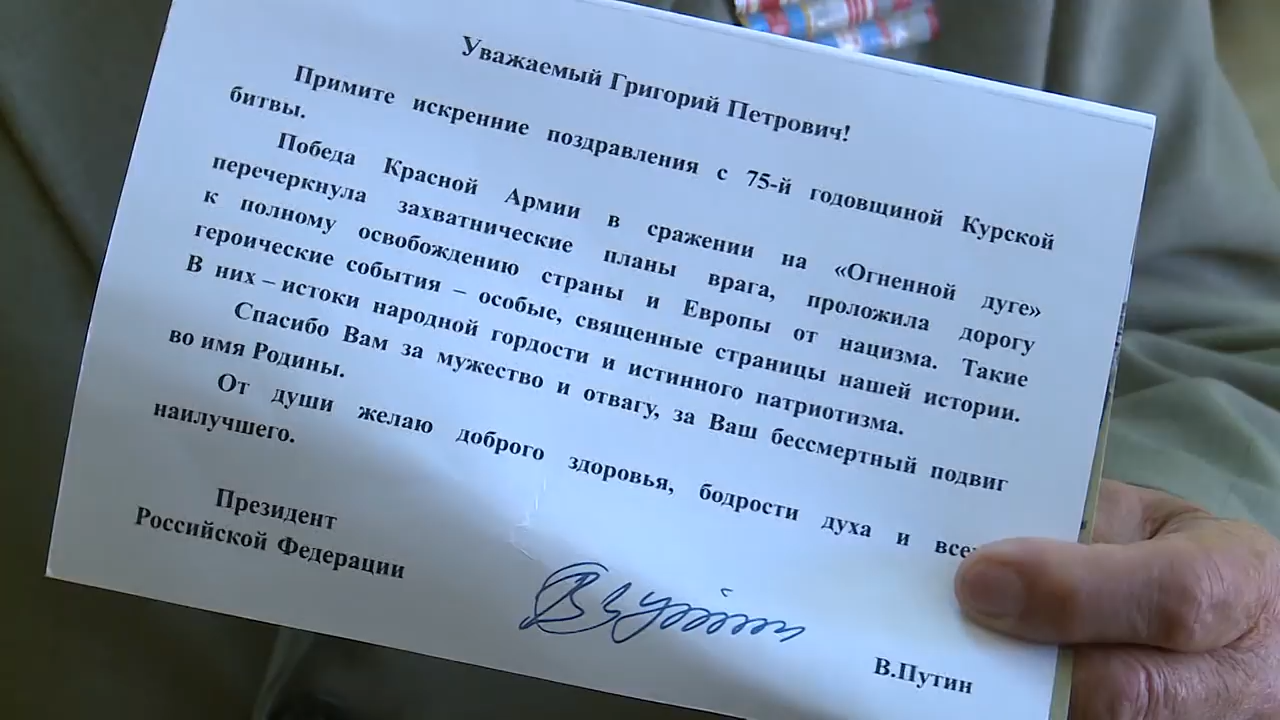 Уважаемый Григорий Петрович!
Примите искренние поздравления с 75-й годовщиной Курской
битвы.
Победа Красной Армии в сражении на «Огненной дуге»
перечеркнула захватнические планы врага, проложила дорогу
к полному освобождению страны и Европы от нацизма. Такие
героические события – особые, священные страницы нашей истории.
В них – истоки народной гордости и истинного патриотизма.
Спасибо Вам за мужество и отвагу, за Ваш бессмертный подвиг
во имя Родины.
От души желаю доброго здоровья, бодрости духа и
наилучшего.
Президент
Российской Федерации
В.Путин